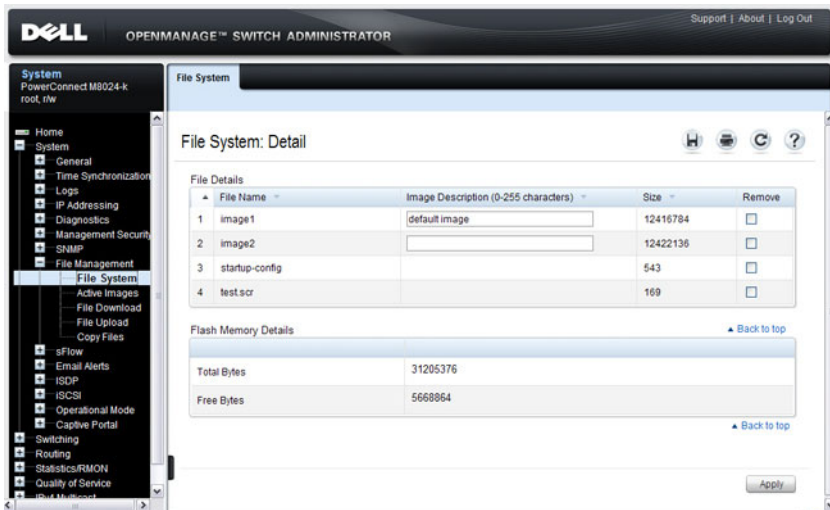 DELL
OPENMANAGE™ SWITCH ADMINISTRATOR
Support | About | Log Out
System
PowerConnect M8024-k
root, r/w
Home
System
General
Time Synchronization
Logs
IP Addressing
Diagnostics
Management Security
SNMP
File Management
File System
Active Images
File Download
File Upload
Copy Files
sFlow
Email Alerts
ISDP
iSCSI
Operational Mode
Captive Portal
Switching
Routing
Statistics/RMON
Quality of Service
IPv4 Multicast
File System
File System: Detail
File Details
File Name Image Description (0-255 characters) Size Remove
1 image1 default image 12416784
2 image2 12422136
3 startup-config 543
4 test.scr 169
Flash Memory Details
Back to top
Total Bytes 31205376
Free Bytes 5668864
Back to top
Apply